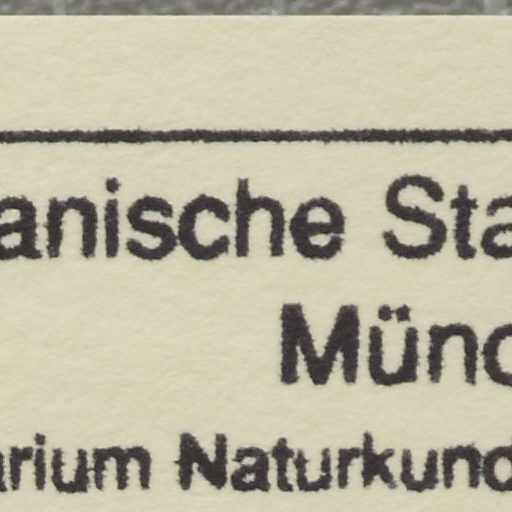 anische Sta
Münc
arium Naturkund